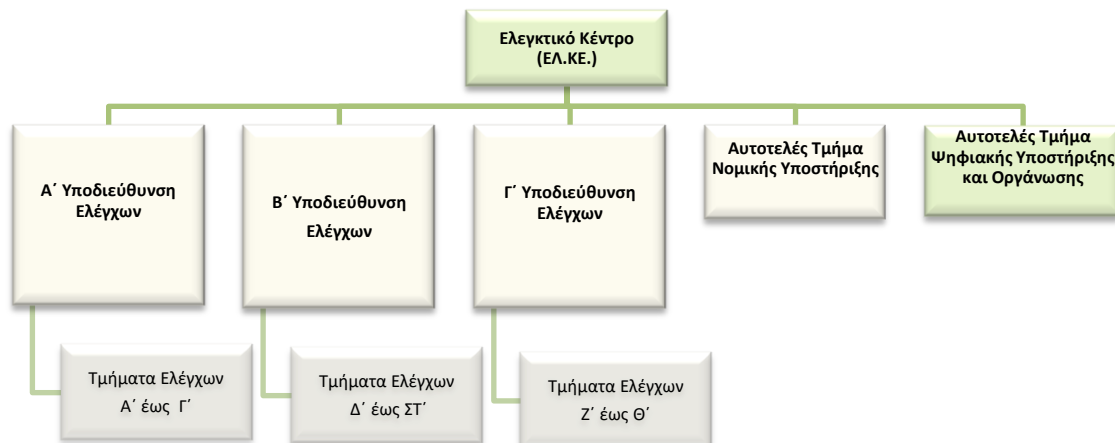 Ελεγκτικό Κέντρο
(ΕΛ.ΚΕ.)
Α΄ Υποδιεύθυνση
Ελέγχων
Β΄ Υποδιεύθυνση
Ελέγχων
Γ΄ Υποδιεύθυνση
Ελέγχων
Αυτοτελές Τμήμα
Νομικής Υποστήριξης
Αυτοτελές Τμήμα
Ψηφιακής Υποστήριξης
και Οργάνωσης
Τμήματα Ελέγχων
Α΄ έως Γ΄
Τμήματα Ελέγχων
Δ΄ έως ΣΤ΄
Τμήματα Ελέγχων
Ζ΄ έως Θ΄